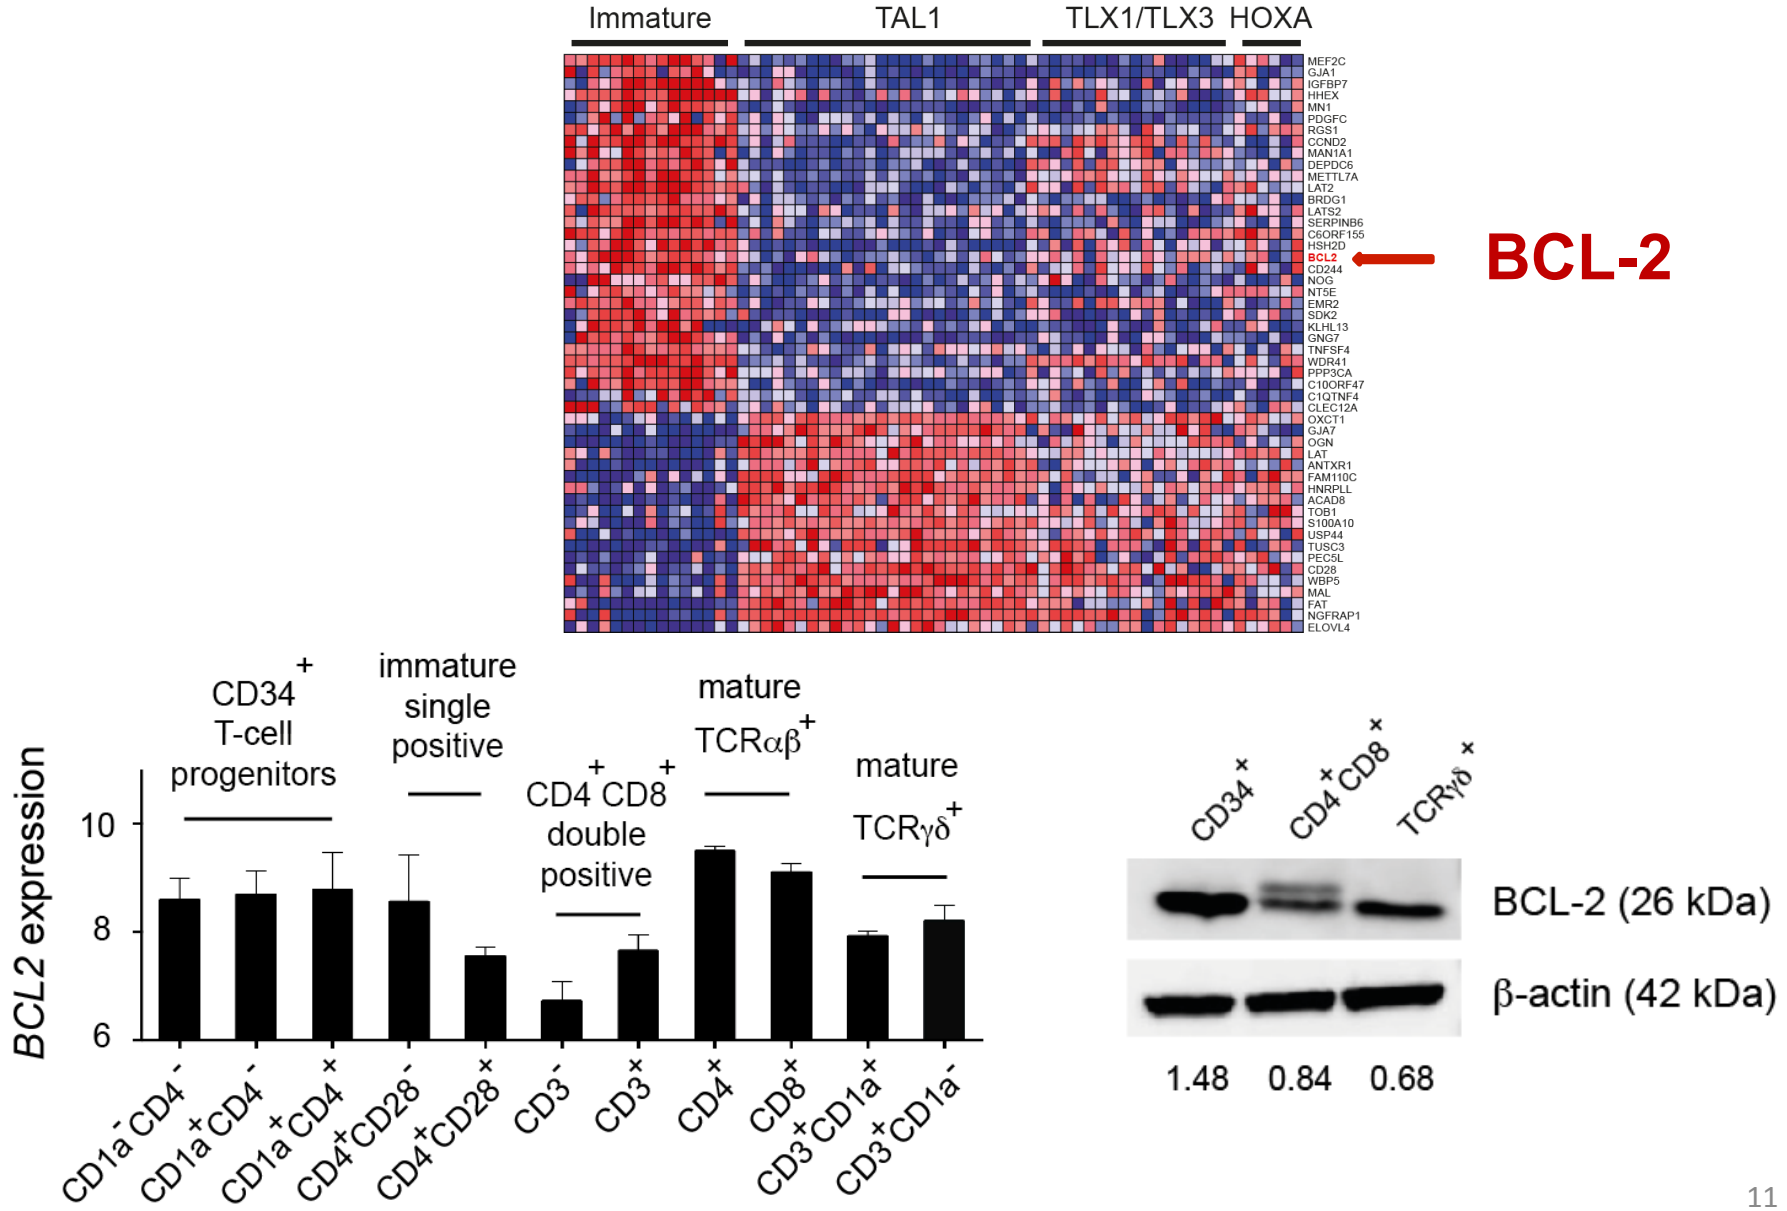 Immature TAL1 TLX1/TLX3 HOXA
MEF2C
GJA1
IGFBP7
HHEX
MN1
PDGFC
RGS1
CCND2
MAN1A1
DEPDC6
METTL7A
LAT2
BRDG1
LATS2
SERPINB6
C6ORF155
HSH2D
BCL2
CD244
NOG
NT5E
EMR2
SDK2
KLHL13
GNG7
TNFSF4
WDR41
PPP3CA
C10ORF47
C1QTNF4
CLEC12A
OXCT1
GJA7
OGN
LAT
ANTXR1
FAM110C
HNRPLL
ACAD8
TOB1
S100A10
USP44
TUSC3
PEC5L
CD28
WBP5
MAL
FAT
NGFRAP1
ELOVL4
BCL-2
BCL2 expression
10
8
6
CD34+
T-cell
progenitors
immature
single
positive
CD4+CD8+
double
positive
mature
TCRαβ+
mature
TCRγδ+
CD1a-CD4-
CD1a+CD4-
CD1a+CD4+
CD4+CD28-
CD4+CD28+
CD3-
CD3+
CD4+
CD8+
CD3+CD1a+
CD3+CD1a-
CD34+
CD4+CD8+
TCRγδ+
BCL-2 (26 kDa)
β-actin (42 kDa)
1.48 0.84 0.68
11